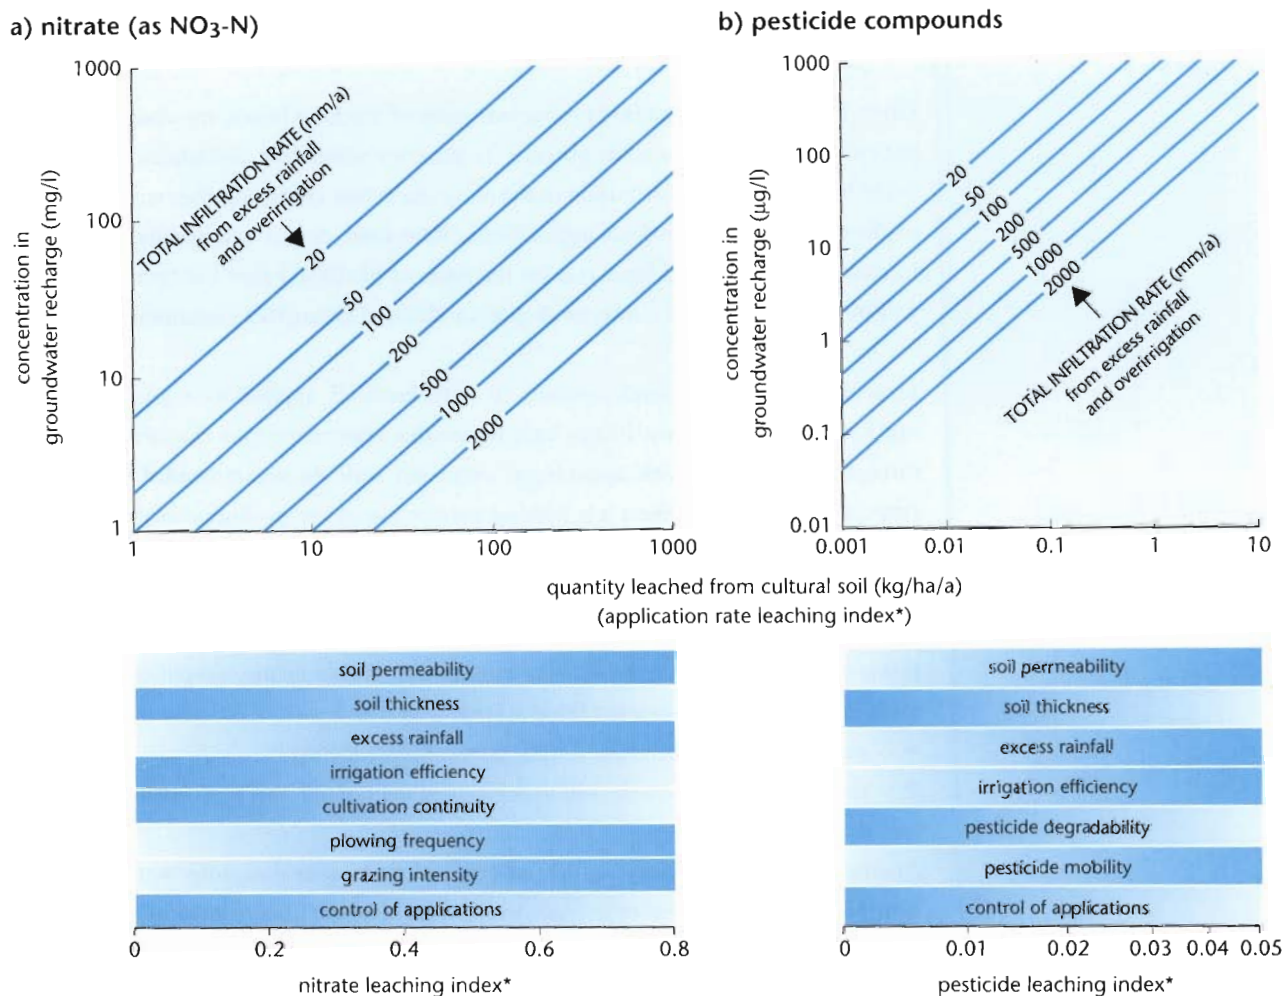 a) nitrate (as NO3-N)
b) pesticide compounds
1000
100
10
1
concentration in
groundwater recharge (mg/l)
TOTAL INFILTRATION RATE (mm/a)
from excess rainfall
and overirrigation
20
50
100
200
500
1000
2000
1
10
100
1000
1000
100
10
1
0.1
0.01
concentration in
groundwater recharge (µg/l)
20
50
100
200
500
1000
2000
TOTAL INFILTRATION RATE (mm/a)
from excess rainfall
and overirrigation
0.001
0.01
0.1
1
10
quantity leached from cultural soil (kg/ha/a)
(application rate leaching index*)
soil permeability
soil thickness
excess rainfall
irrigation efficiency
cultivation continuity
plowing frequency
grazing intensity
control of applications
0
0.2
0.4
0.6
0.8
nitrate leaching index*
soil permeability
soil thickness
excess rainfall
irrigation efficiency
pesticide degradability
pesticide mobility
control of applications
0
0.01
0.02
0.03
0.04
0.05
pesticide leaching index*